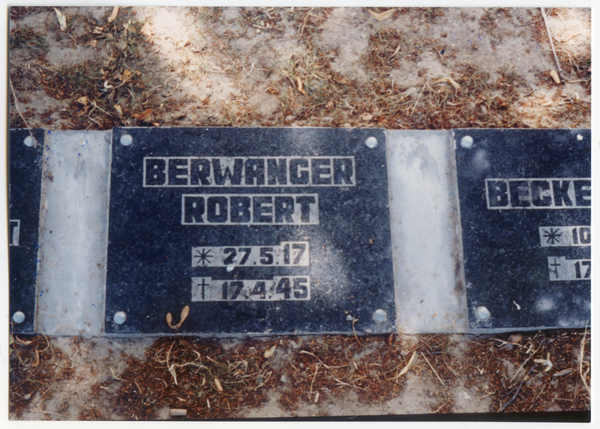 BERWANGER
ROBERT
* 27.5.17
† 17.4.45
BECKE
* 10
† 17